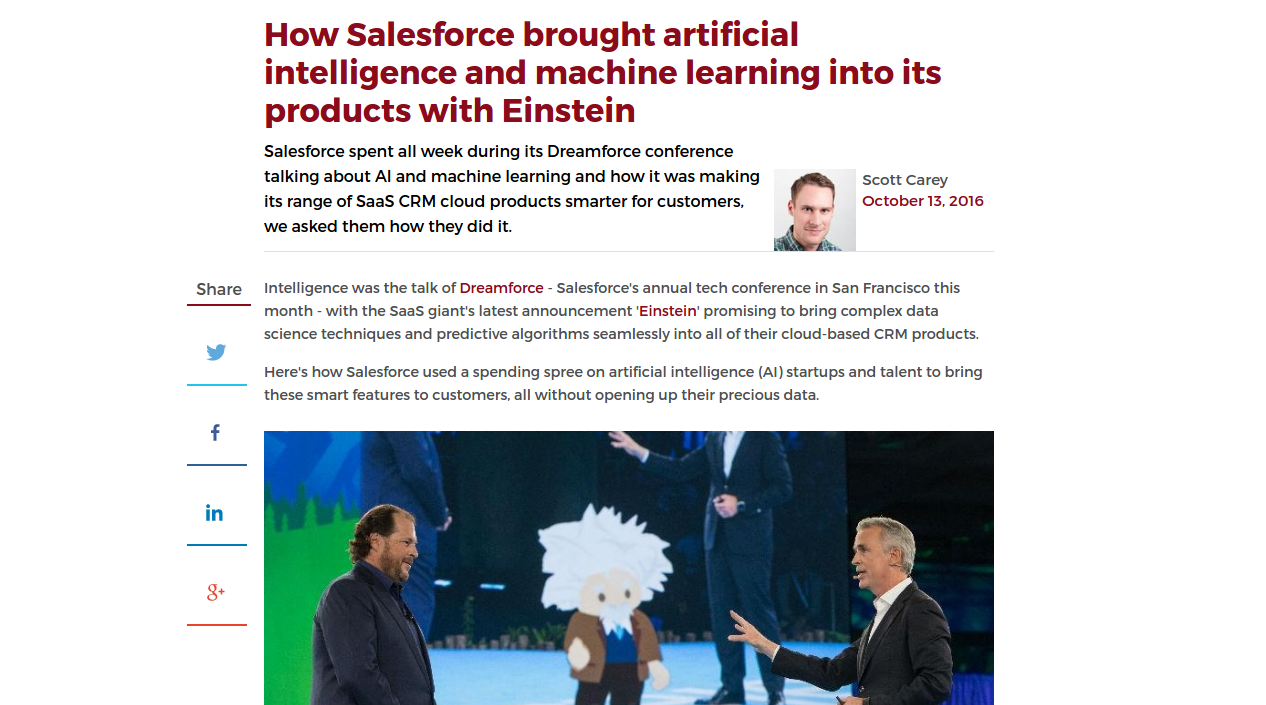 How Salesforce brought artificial
intelligence and machine learning into its
products with Einstein
Salesforce spent all week during its Dreamforce conference
talking about AI and machine learning and how it was making
its range of SaaS CRM cloud products smarter for customers,
we asked them how they did it.
Scott Carey
October 13, 2016
Share
Intelligence was the talk of Dreamforce - Salesforce's annual tech conference in San Francisco this
month - with the SaaS giant's latest announcement 'Einstein' promising to bring complex data
science techniques and predictive algorithms seamlessly into all of their cloud-based CRM products.
Here's how Salesforce used a spending spree on artificial intelligence (AI) startups and talent to bring
these smart features to customers, all without opening up their precious data.